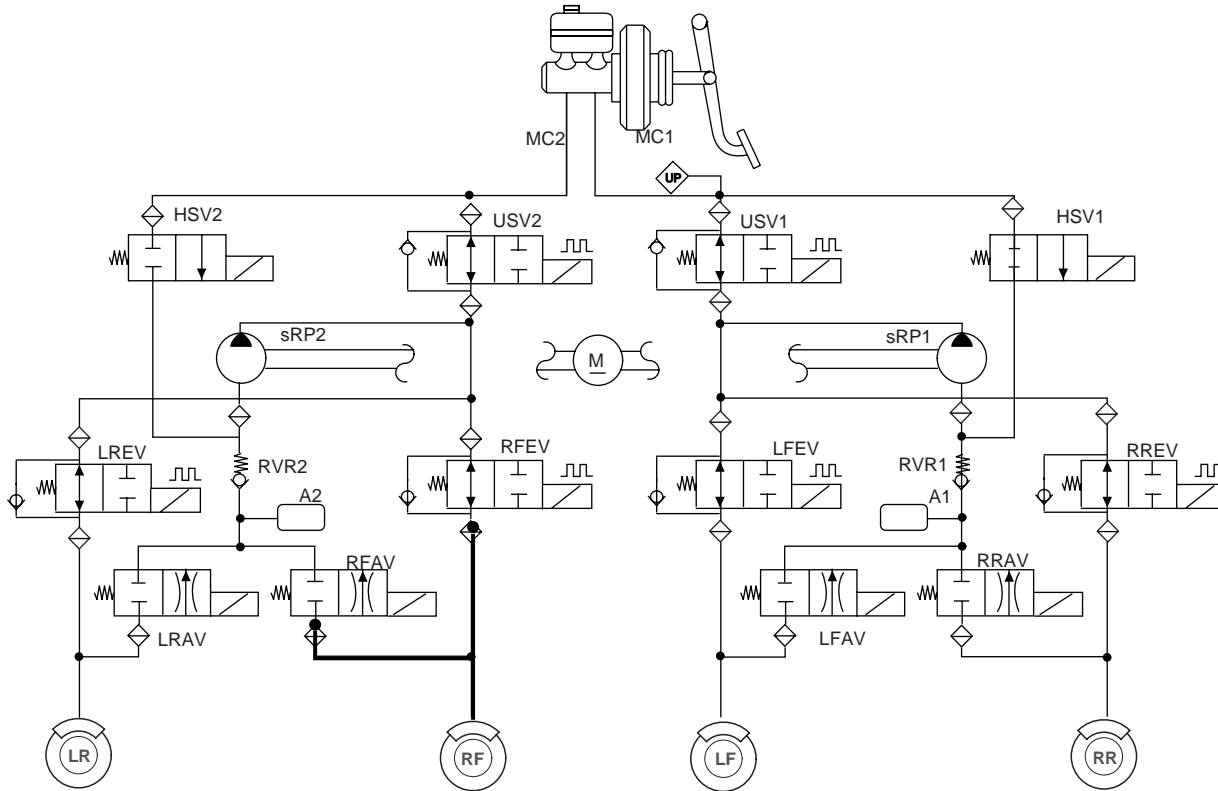 MC2
MC1
UP
HSV2
USV2
USV1
HSV1
sRP2
M
sRP1
LREV
RVR2
RFEV
LFEV
RVR1
RREV
A2
A1
RFAV
RRAV
LRAV
LFAV
LR
RF
LF
RR